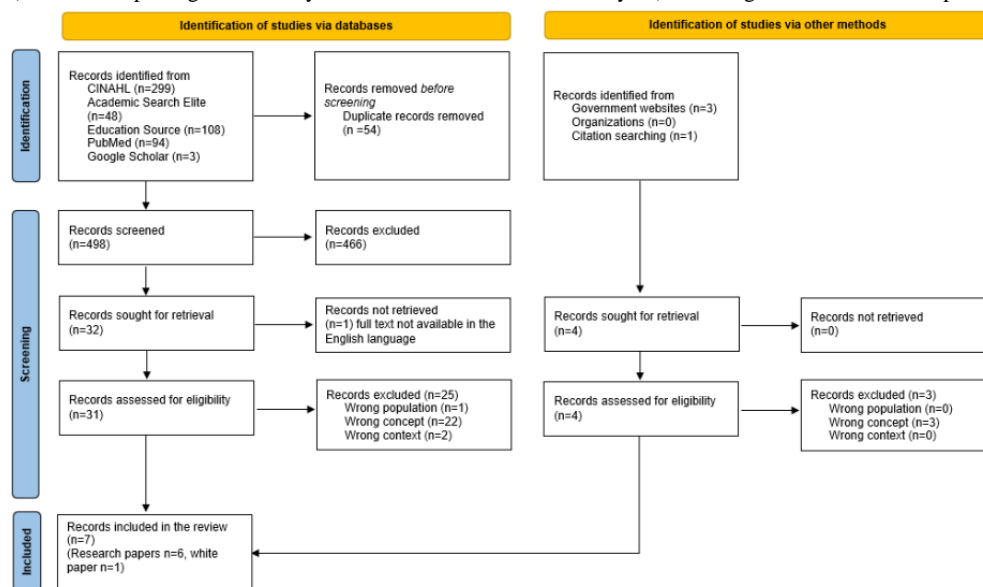 Identification of studies via databases
Identification of studies via other methods
Identification
Records identified from
CINAHL (n=299)
Academic Search Elite
(n=48)
Education Source (n=108)
PubMed (n=94)
Google Scholar (n=3)
Records removed before
screening
Duplicate records removed
(n =54)
Records identified from
Government websites (n=3)
Organizations (n=0)
Citation searching (n=1)
Screening
Records screened
(n=498)
Records excluded
(n=466)
Records sought for retrieval
(n=32)
Records not retrieved
(n=1) full text not available in the
English language
Records sought for retrieval
(n=4)
Records not retrieved
(n=0)
Records assessed for eligibility
(n=31)
Records excluded (n=25)
Wrong population (n=1)
Wrong concept (n=22)
Wrong context (n=2)
Records assessed for eligibility
(n=4)
Records excluded (n=3)
Wrong population (n=0)
Wrong concept (n=3)
Wrong context (n=0)
Included
Records included in the review
(n=7)
(Research papers n=6, white
paper n=1)